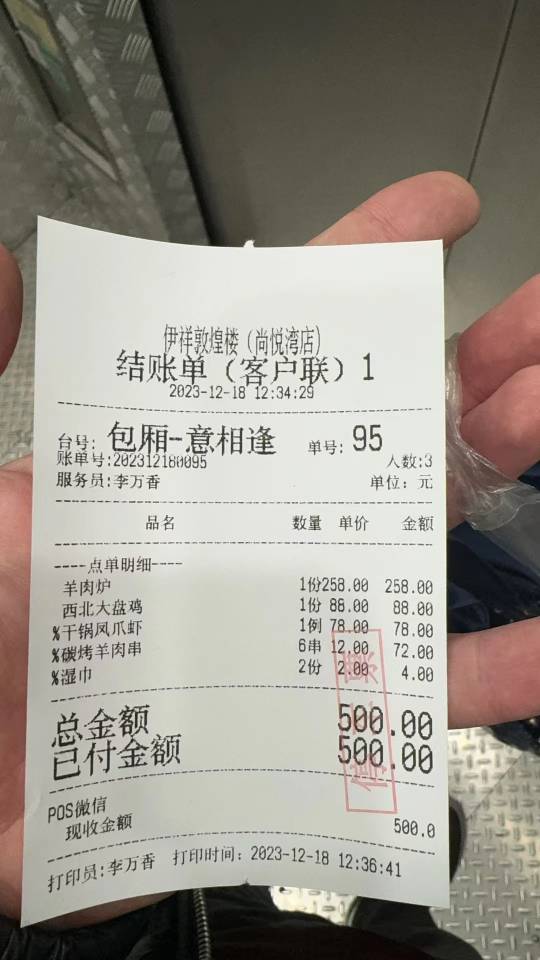 伊祥敦煌楼（尚悦湾店）
结账单（客户联）1
2023-12-18 12:34:29
台号: 包厢-意相逢 单号: 95
账单号:202312180095 人数:3
服务员:李万香 单位: 元
品名 数量 单价 金额
----点单明细----
羊肉炉 1份258.00 258.00
西北大盘鸡 1份 88.00 88.00
%干锅凤爪虾 1例 78.00 78.00
%碳烤羊肉串 6串 12.00 72.00
%湿巾 2份 2.00 4.00
总金额 500.00
已付金额 500.00
POS微信
现收金额 500.0
打印员:李万香 打印时间: 2023-12-18 12:36:41